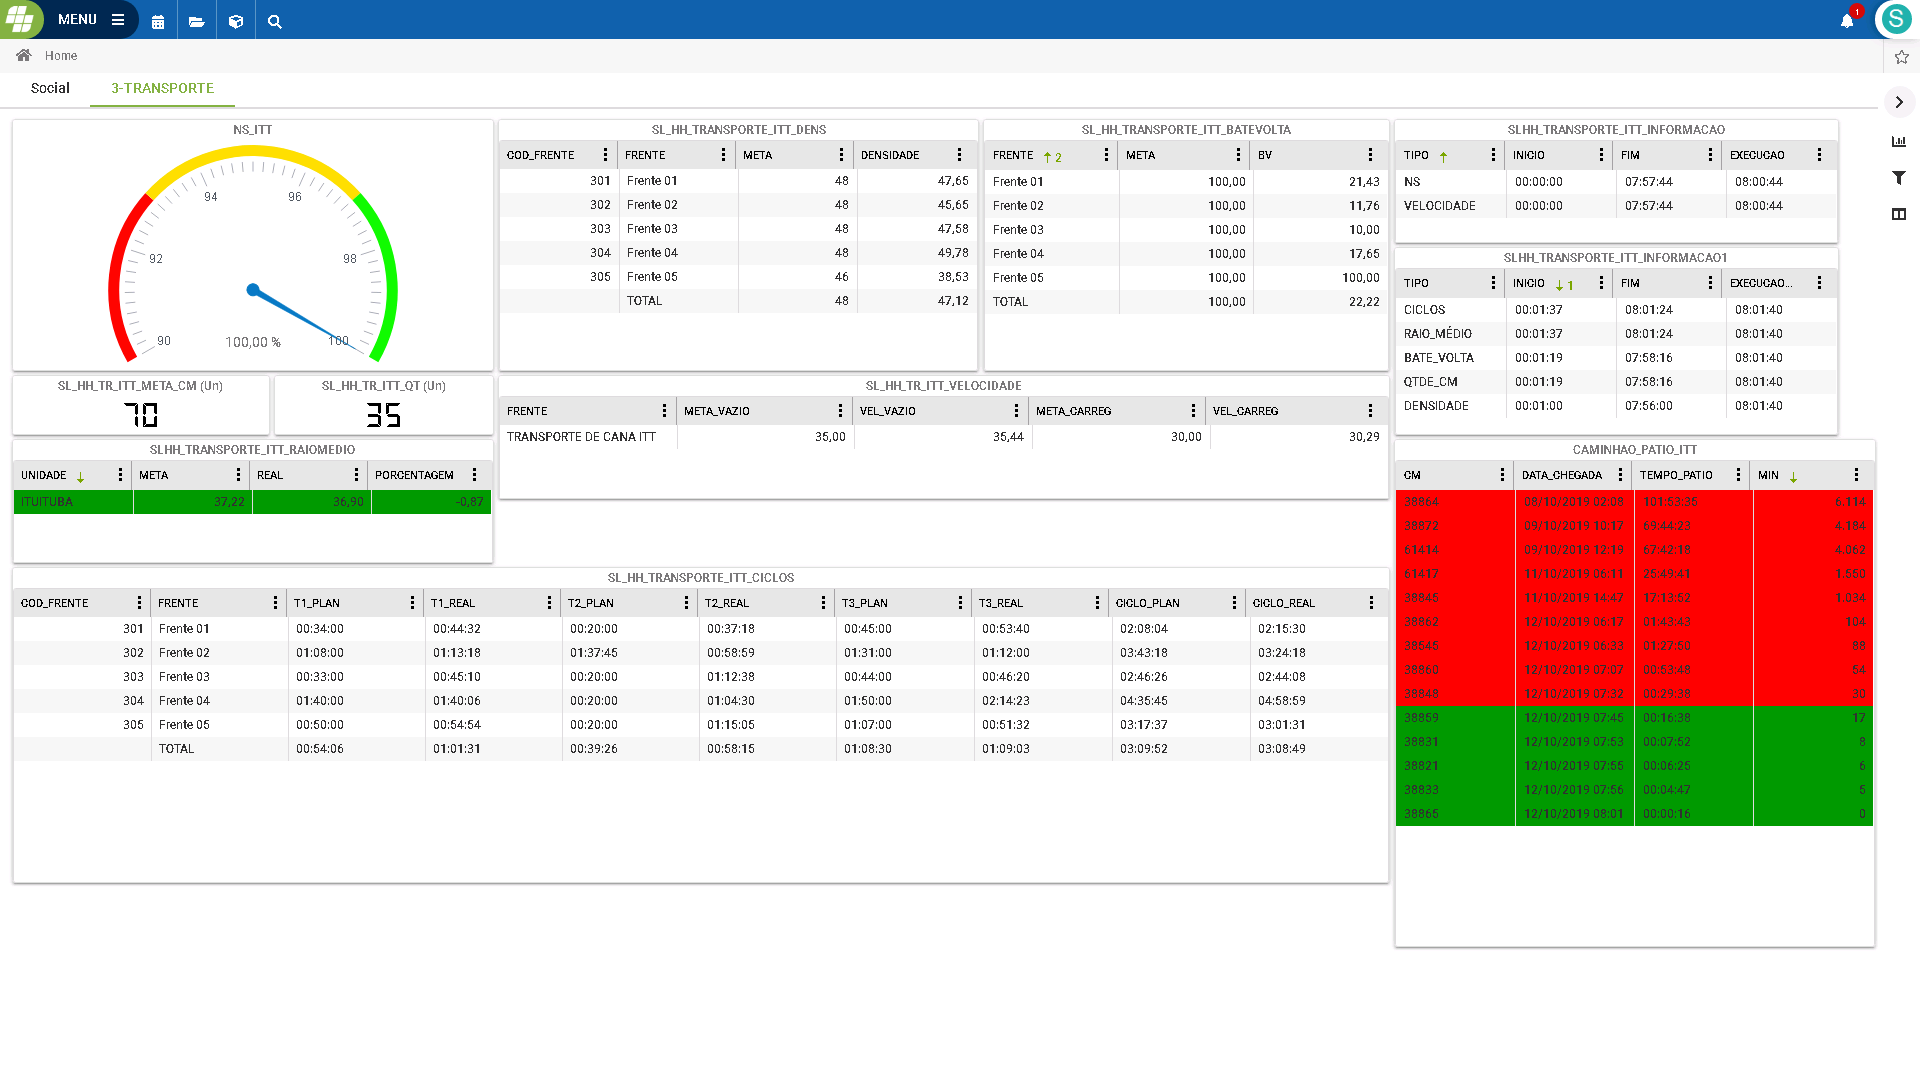 MENU
1
S
Home
Social 3-TRANSPORTE
NS_ITT
90 92 94 96 98 100
100,00 %
SL_HH_TR_ITT_META_CM (Un)
70
SL_HH_TR_ITT_QT (Un)
35
SLHH_TRANSPORTE_ITT_RAIOMEDIO
UNIDADE META REAL PORCENTAGEM
ITUITUBA 37,22 36,90 -0,87
SL_HH_TRANSPORTE_ITT_DENS
COD_FRENTE FRENTE META DENSIDADE
301 Frente 01 48 47,65
302 Frente 02 48 45,65
303 Frente 03 48 47,58
304 Frente 04 48 49,78
305 Frente 05 46 38,53
TOTAL 48 47,12
SL_HH_TRANSPORTE_ITT_BATEVOLTA
FRENTE 2 META BV
Frente 01 100,00 21,43
Frente 02 100,00 11,76
Frente 03 100,00 10,00
Frente 04 100,00 17,65
Frente 05 100,00 100,00
TOTAL 100,00 22,22
SL_HH_TR_ITT_VELOCIDADE
FRENTE META_VAZIO VEL_VAZIO META_CARREG VEL_CARREG
TRANSPORTE DE CANA ITT 35,00 35,44 30,00 30,29
SLHH_TRANSPORTE_ITT_INFORMACAO
TIPO INICIO FIM EXECUCAO
NS 00:00:00 07:57:44 08:00:44
VELOCIDADE 00:00:00 07:57:44 08:00:44
SLHH_TRANSPORTE_ITT_INFORMACAO1
TIPO INICIO 1 FIM EXECUCAO...
CICLOS 00:01:37 08:01:24 08:01:40
RAIO_MÉDIO 00:01:37 08:01:24 08:01:40
BATE_VOLTA 00:01:19 07:58:16 08:01:40
QTDE_CM 00:01:19 07:58:16 08:01:40
DENSIDADE 00:01:00 07:56:00 08:01:40
SL_HH_TRANSPORTE_ITT_CICLOS
COD_FRENTE FRENTE T1_PLAN T1_REAL T2_PLAN T2_REAL T3_PLAN T3_REAL CICLO_PLAN CICLO_REAL
301 Frente 01 00:34:00 00:44:32 00:20:00 00:37:18 00:45:00 00:53:40 02:08:04 02:15:30
302 Frente 02 01:08:00 01:13:18 01:37:45 00:58:59 01:31:00 01:12:00 03:43:18 03:24:18
303 Frente 03 00:33:00 00:45:10 00:20:00 01:12:38 00:44:00 00:46:20 02:46:26 02:44:08
304 Frente 04 01:40:00 01:40:06 00:20:00 01:04:30 01:50:00 02:14:23 04:35:45 04:58:59
305 Frente 05 00:50:00 00:54:54 00:20:00 01:15:05 01:07:00 00:51:32 03:17:37 03:01:31
TOTAL 00:54:06 01:01:31 00:39:26 00:58:15 01:08:30 01:09:03 03:09:52 03:08:49
CAMINHAO_PATIO_ITT
CM DATA_CHEGADA TEMPO_PATIO MIN
38864 08/10/2019 02:08 101:53:35 6.114
38872 09/10/2019 10:17 69:44:23 4.184
61414 09/10/2019 12:19 67:42:18 4.062
61417 11/10/2019 06:11 25:49:41 1.550
38845 11/10/2019 14:47 17:13:52 1.034
38862 12/10/2019 06:17 01:43:43 104
38546 12/10/2019 06:33 01:27:50 88
38860 12/10/2019 07:07 00:53:48 54
38848 12/10/2019 07:32 00:29:38 30
38859 12/10/2019 07:45 00:16:38 17
38831 12/10/2019 07:53 00:07:52 8
38821 12/10/2019 07:55 00:06:25 6
38833 12/10/2019 07:56 00:04:47 5
38865 12/10/2019 08:01 00:00:16 0